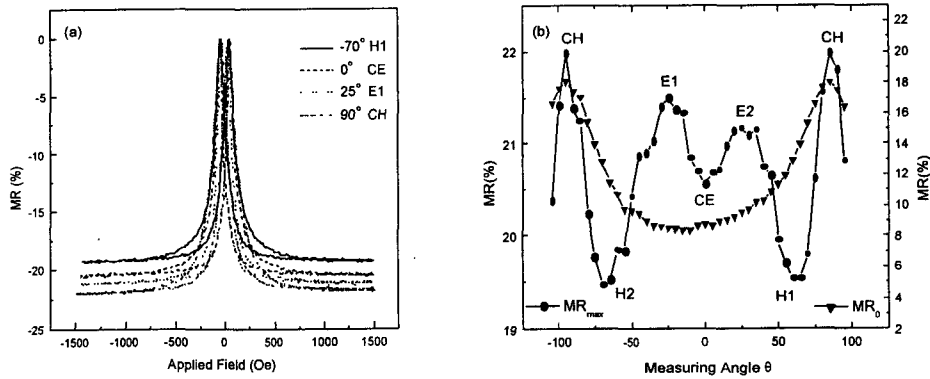 (a)
-70° H1
0° CE
25° E1
90° CH
0
-5
-10
-15
-20
-25
MR (%)
-1500 -1000 -500 0 500 1000 1500
Applied Field (Oe)
(b)
CH
CH
E1
E2
CE
H2
H1
MRmax
MR0
22
21
20
19
MR(%)
22
20
18
16
14
12
10
8
6
4
2
MR(%)
-100 -50 0 50 100
Measuring Angle θ